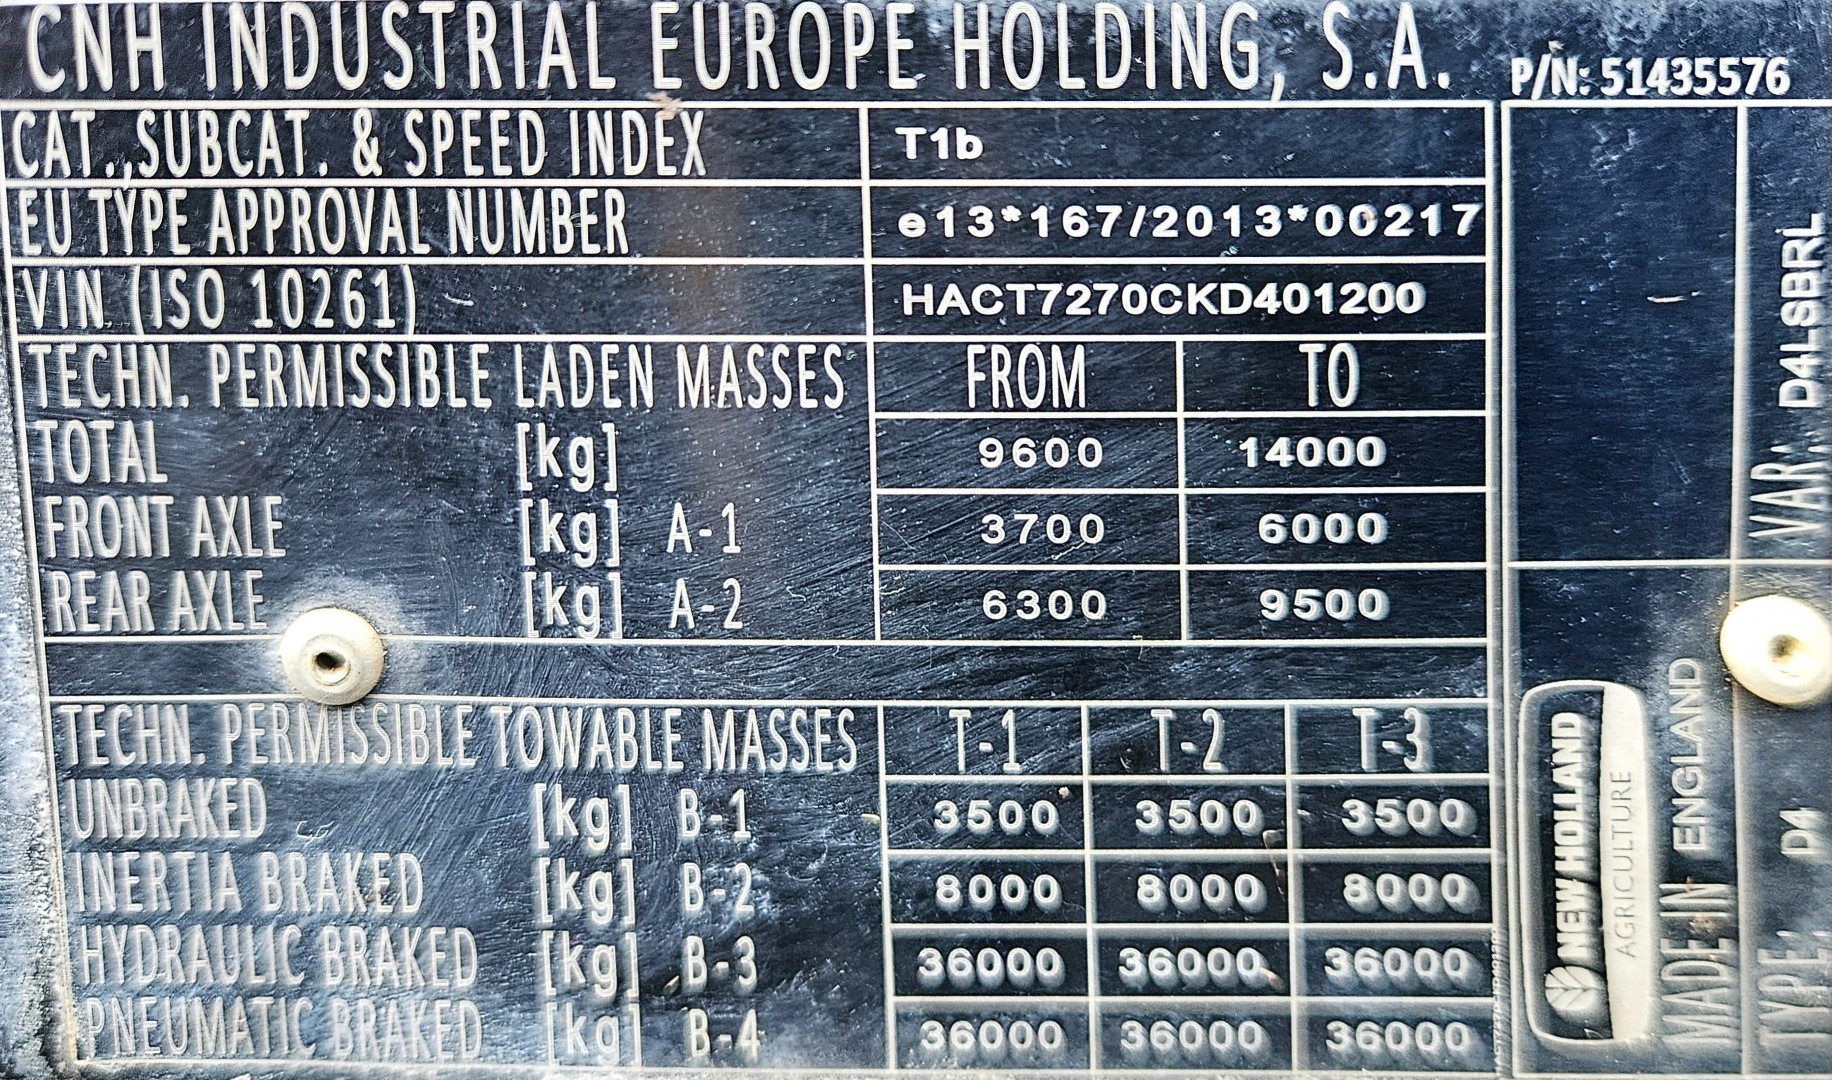 CNH INDUSTRIAL EUROPE HOLDING, S.A. P/N: 51435576
CAT.,SUBCAT. & SPEED INDEX T1b
EU TYPE APPROVAL NUMBER e13*167/2013*00217
VIN (ISO 10261) HACT7270CKD401200
TECHN. PERMISSIBLE LADEN MASSES FROM TO
TOTAL [kg] 9600 14000
FRONT AXLE [kg] A-1 3700 6000
REAR AXLE [kg] A-2 6300 9500
TECHN. PERMISSIBLE TOWABLE MASSES T-1 T-2 T-3
UNBRAKED [kg] B-1 3500 3500 3500
INERTIA BRAKED [kg] B-2 8000 8000 8000
HYDRAULIC BRAKED [kg] B-3 36000 36000 36000
PNEUMATIC BRAKED [kg] B-4 36000 36000 36000
NEW HOLLAND
AGRICULTURE
MADE IN ENGLAND
TYPE: D4 VAR.: D4LSBRL